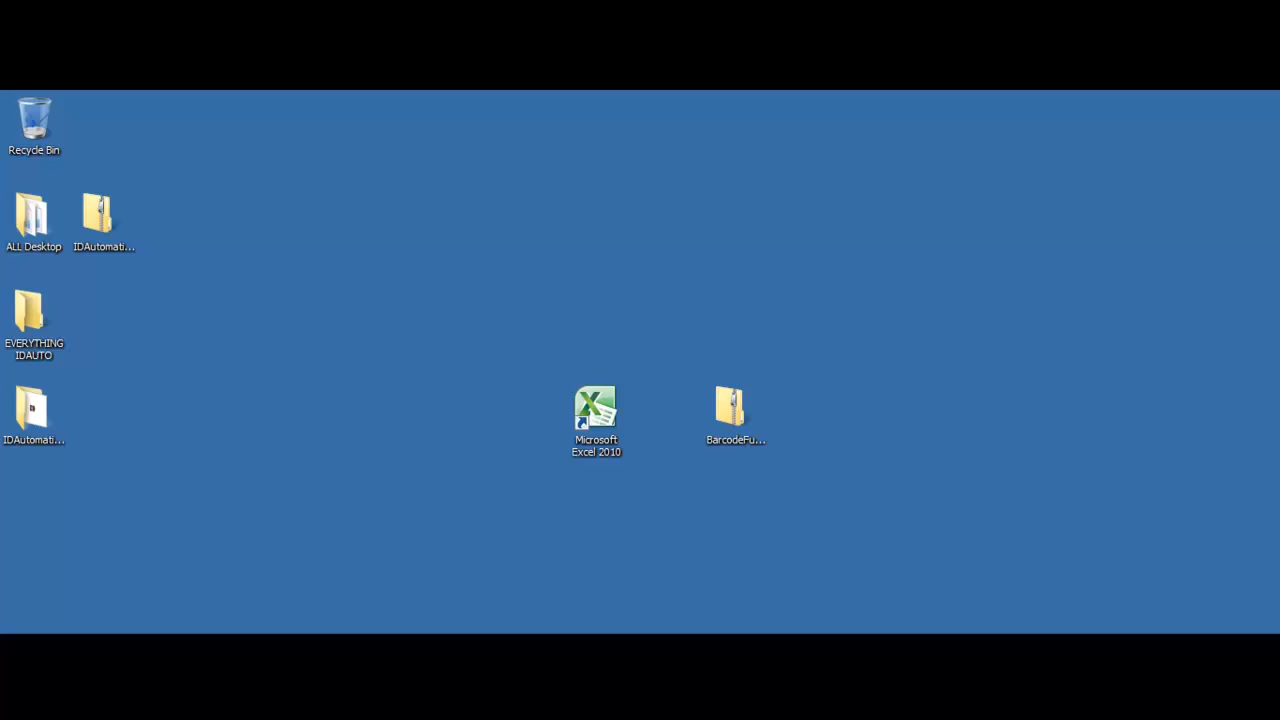 Recycle Bin
ALL Desktop
IDAutomati...
EVERYTHING
IDAUTO
IDAutomati...
Microsoft
Excel 2010
BarcodeFu...